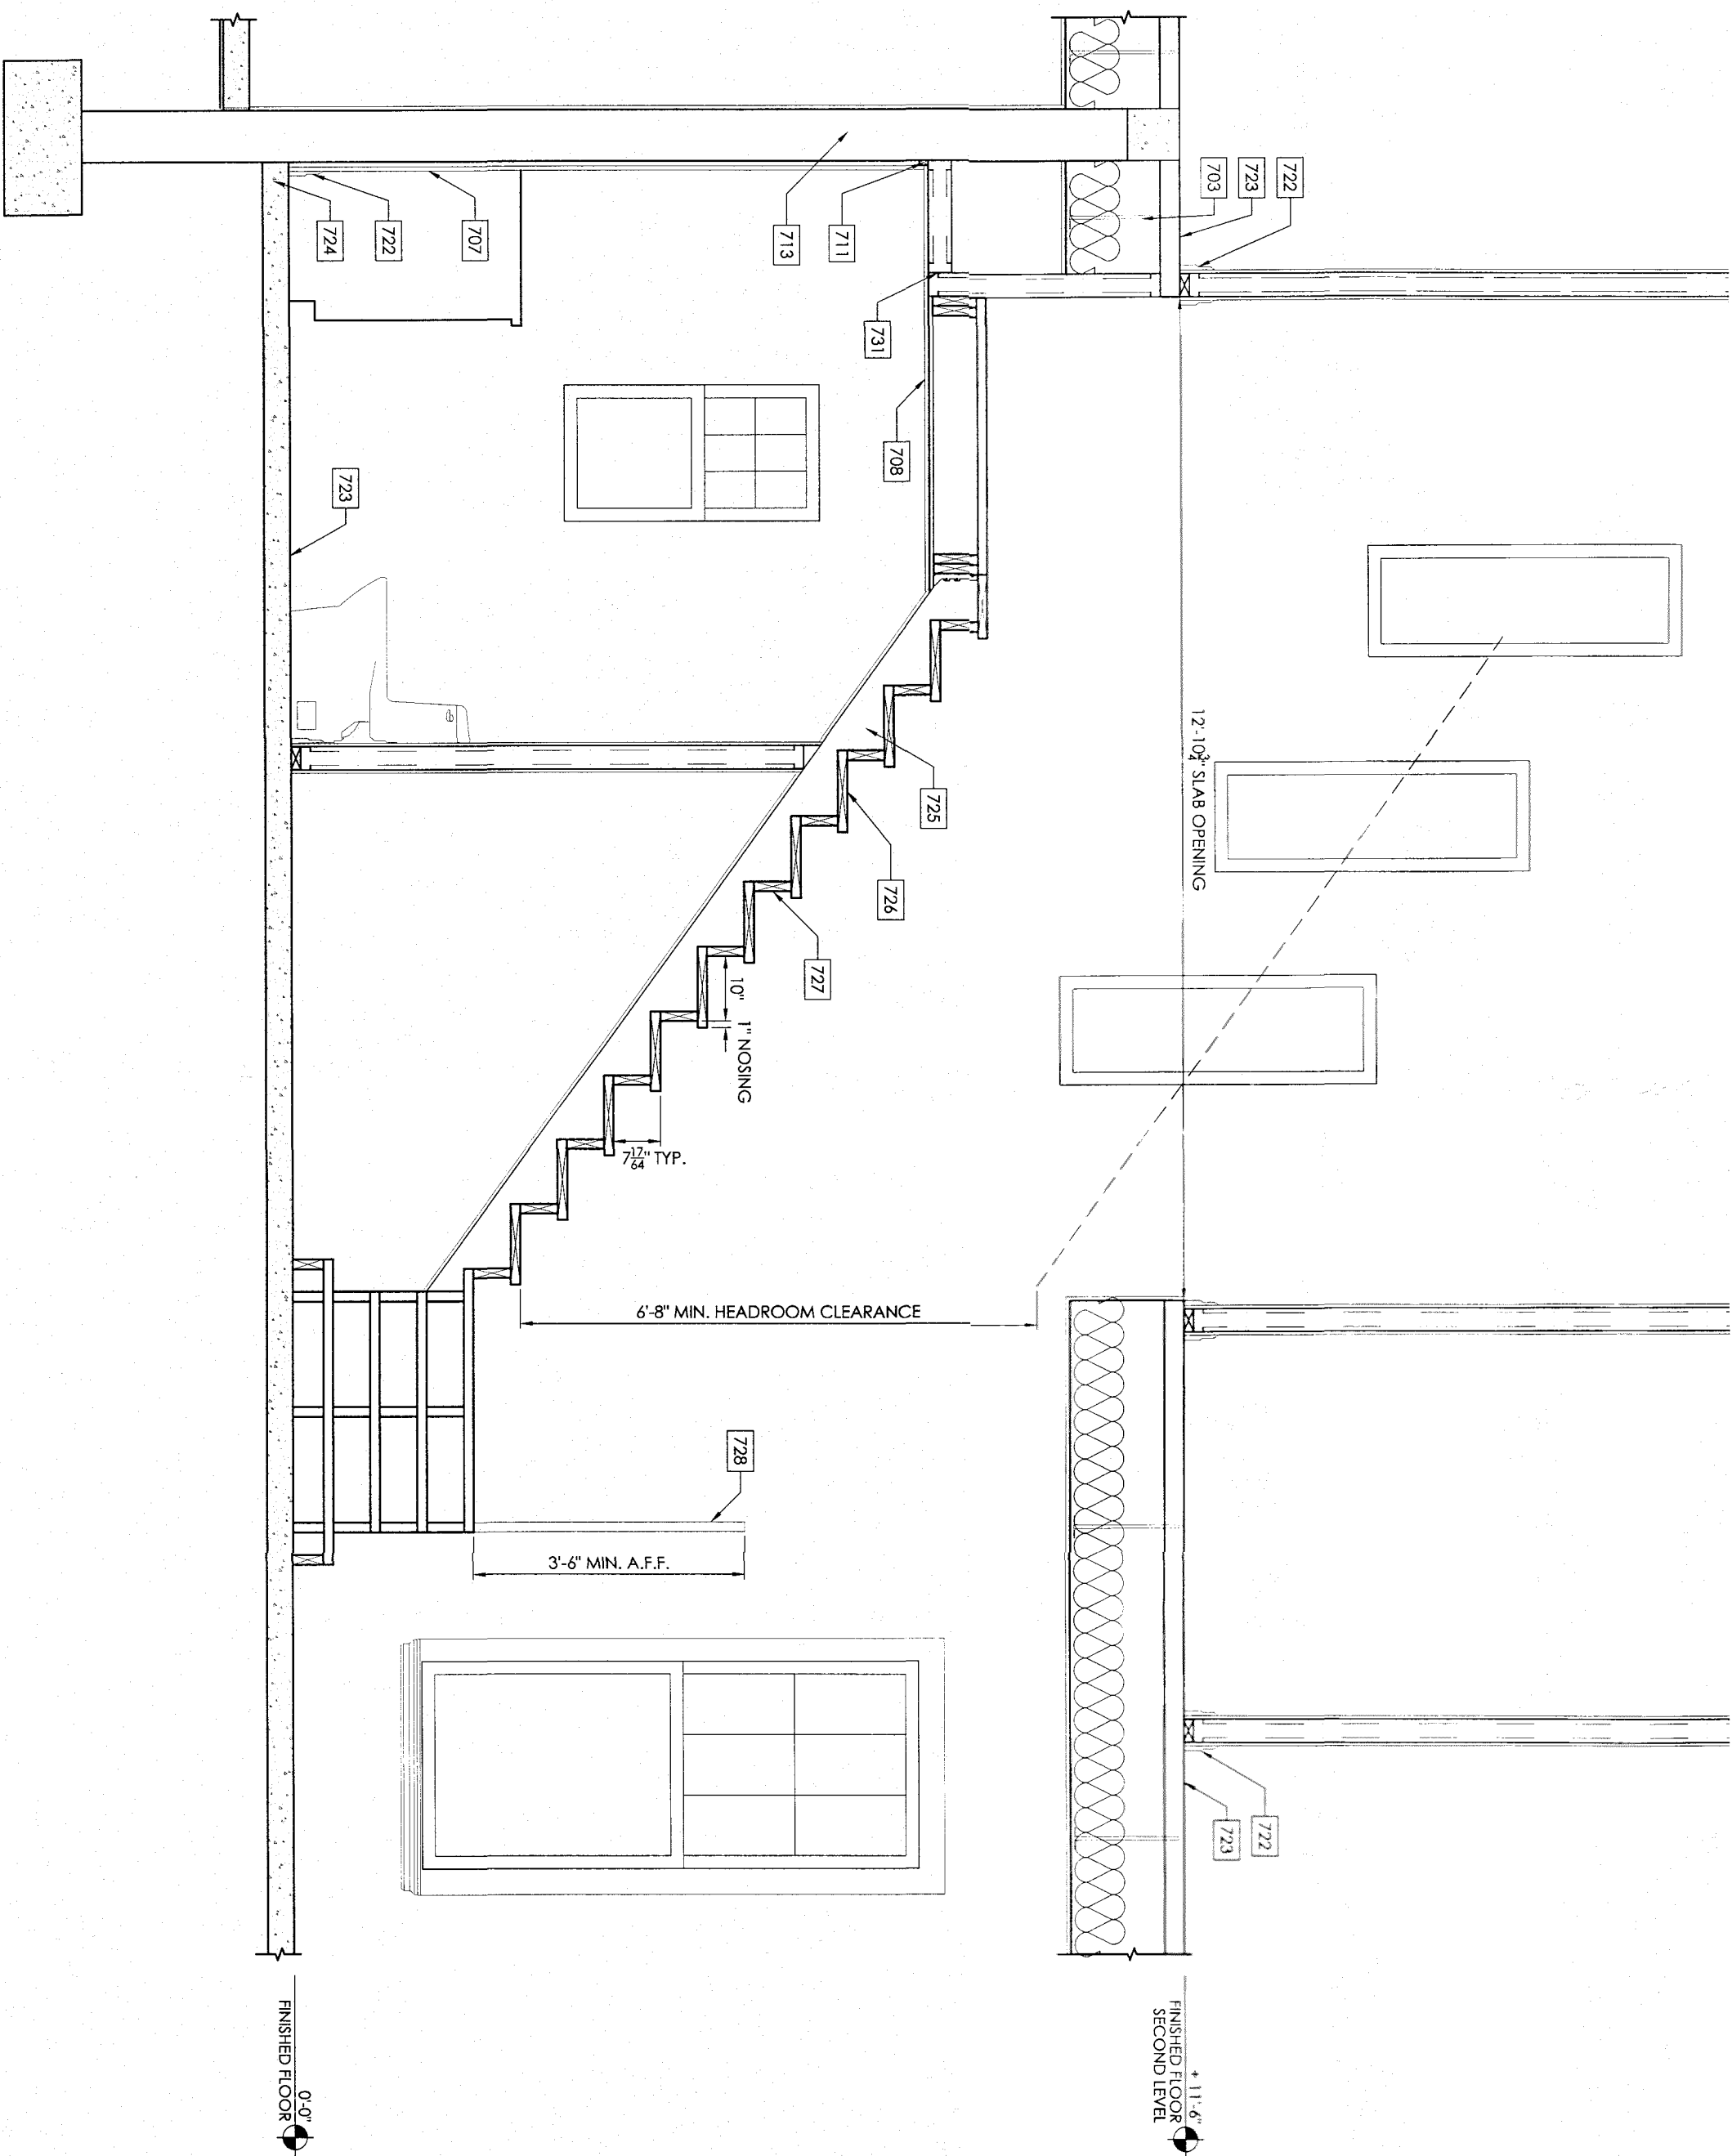 722
722
723
723
703
12'-10¾" SLAB OPENING
+ 11'-6"
FINISHED FLOOR
SECOND LEVEL
725
708
726
731
711
727
713
6'-8" MIN. HEADROOM CLEARANCE
10"
1" NOSING
728
7 17/64" TYP.
3'-6" MIN. A.F.F.
707
722
723
724
0'-0"
FINISHED FLOOR